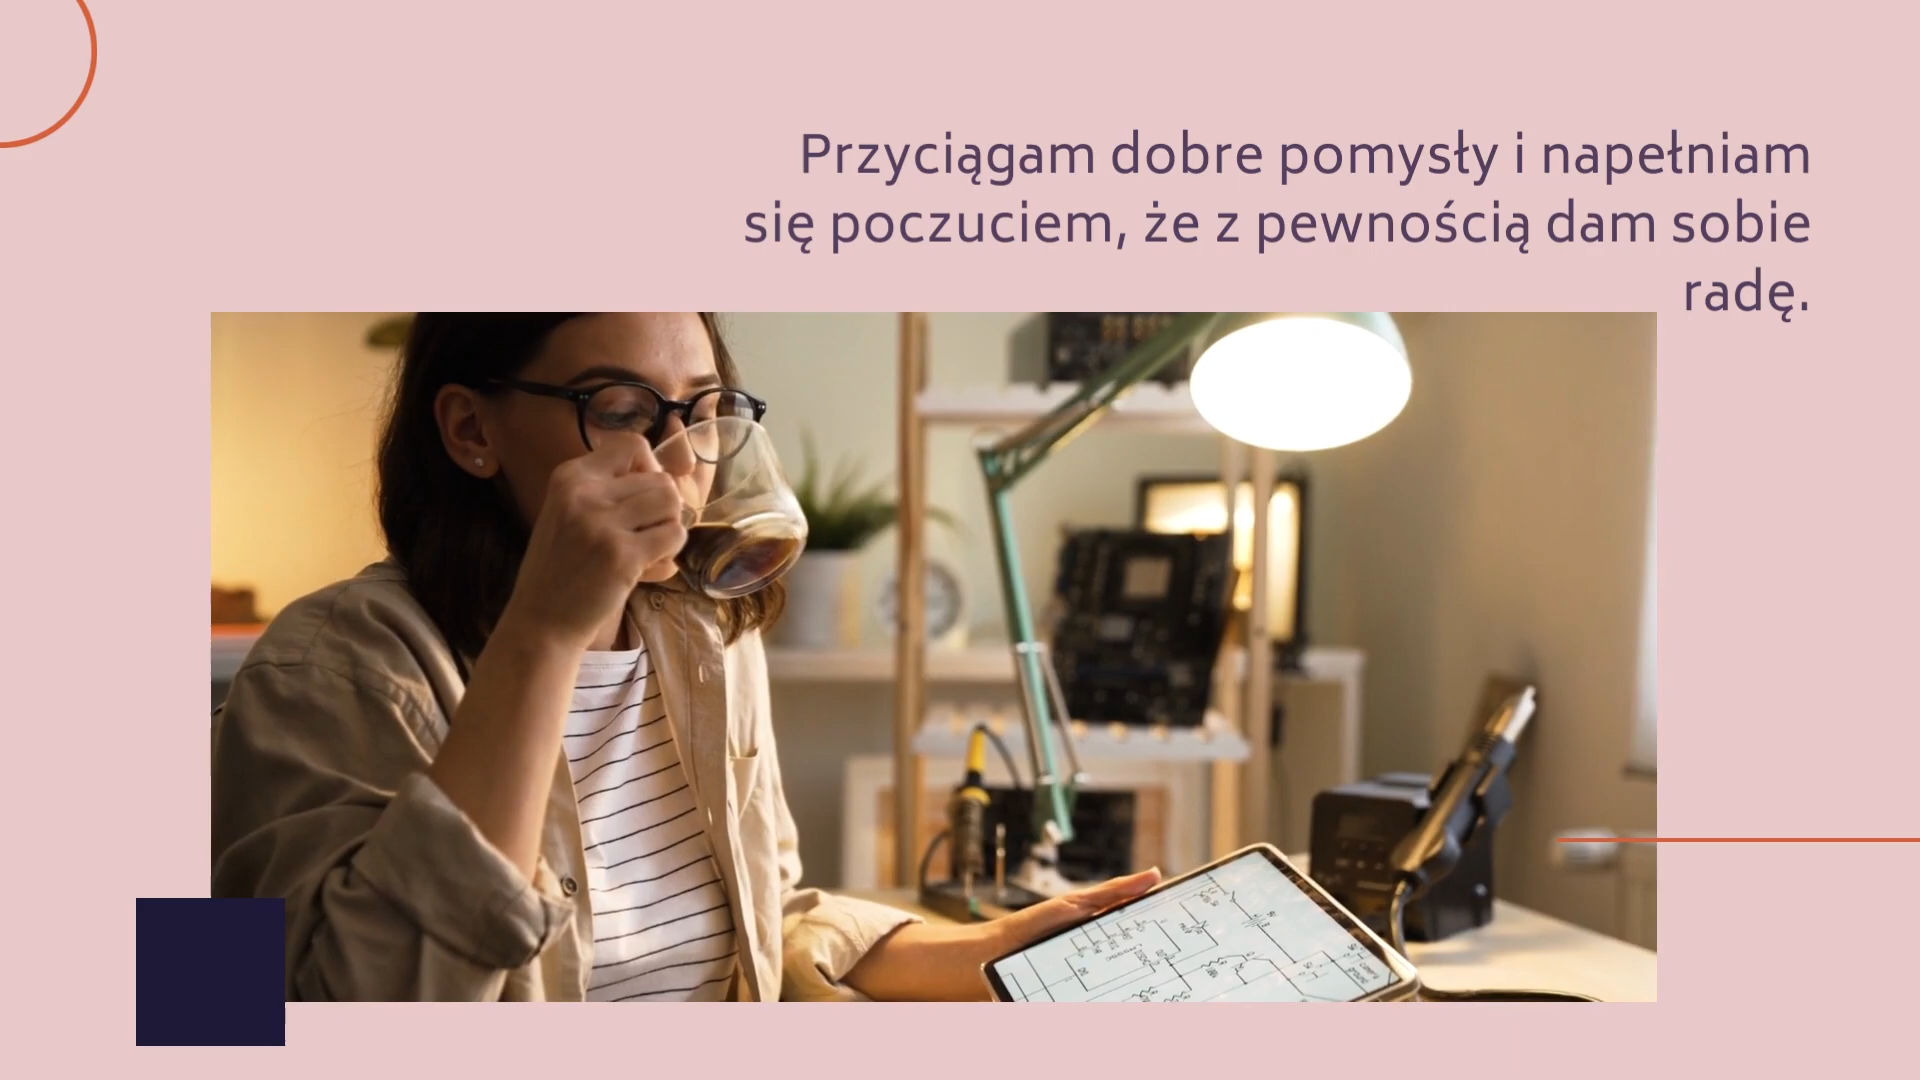 Przyciągam dobre pomysły i napełniam
się poczuciem, że z pewnością dam sobie
radę.